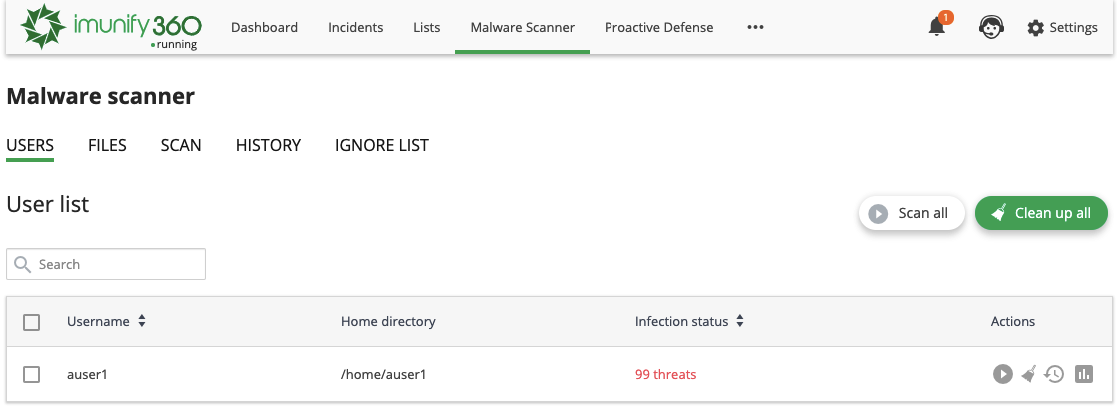 imunify360
running
Dashboard Incidents Lists Malware Scanner Proactive Defense ••• 1 Settings
Malware scanner
USERS FILES SCAN HISTORY IGNORE LIST
User list
Scan all Clean up all
Search
Username Home directory Infection status Actions
auser1 /home/auser1 99 threats